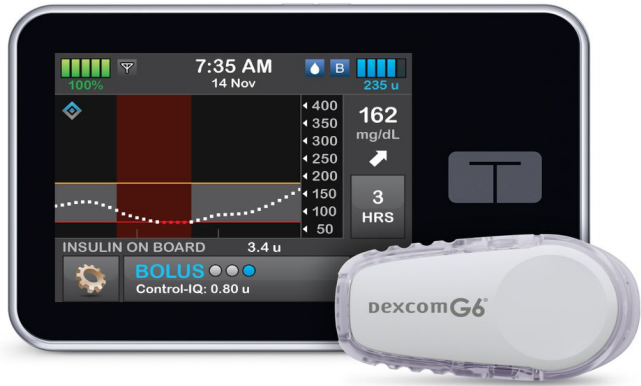 7:35 AM
100%
14 Nov
B
235 u
400
350
300
250
200
150
100
50
162
mg/dL
3
HRS
INSULIN ON BOARD 3.4 u
BOLUS
Control-IQ: 0.80 u
Dexcom G6